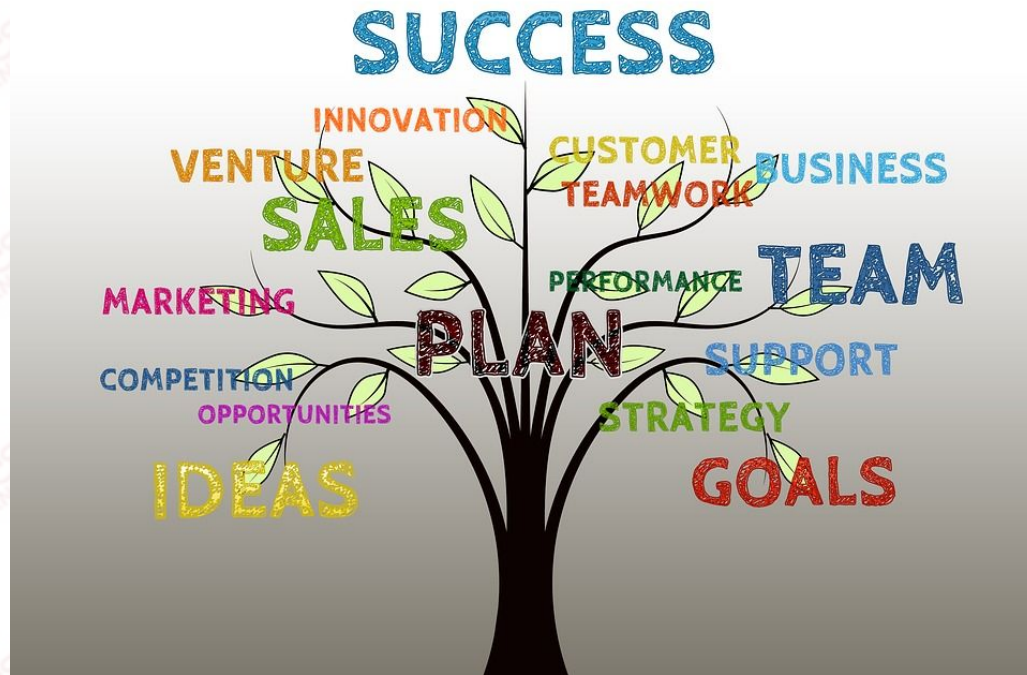 SUCCESS
INNOVATION
CUSTOMER
VENTURE
BUSINESS
TEAMWORK
SALES
TEAM
PERFORMANCE
MARKETING
PLAN
SUPPORT
COMPETITION
OPPORTUNITIES
STRATEGY
IDEAS
GOALS